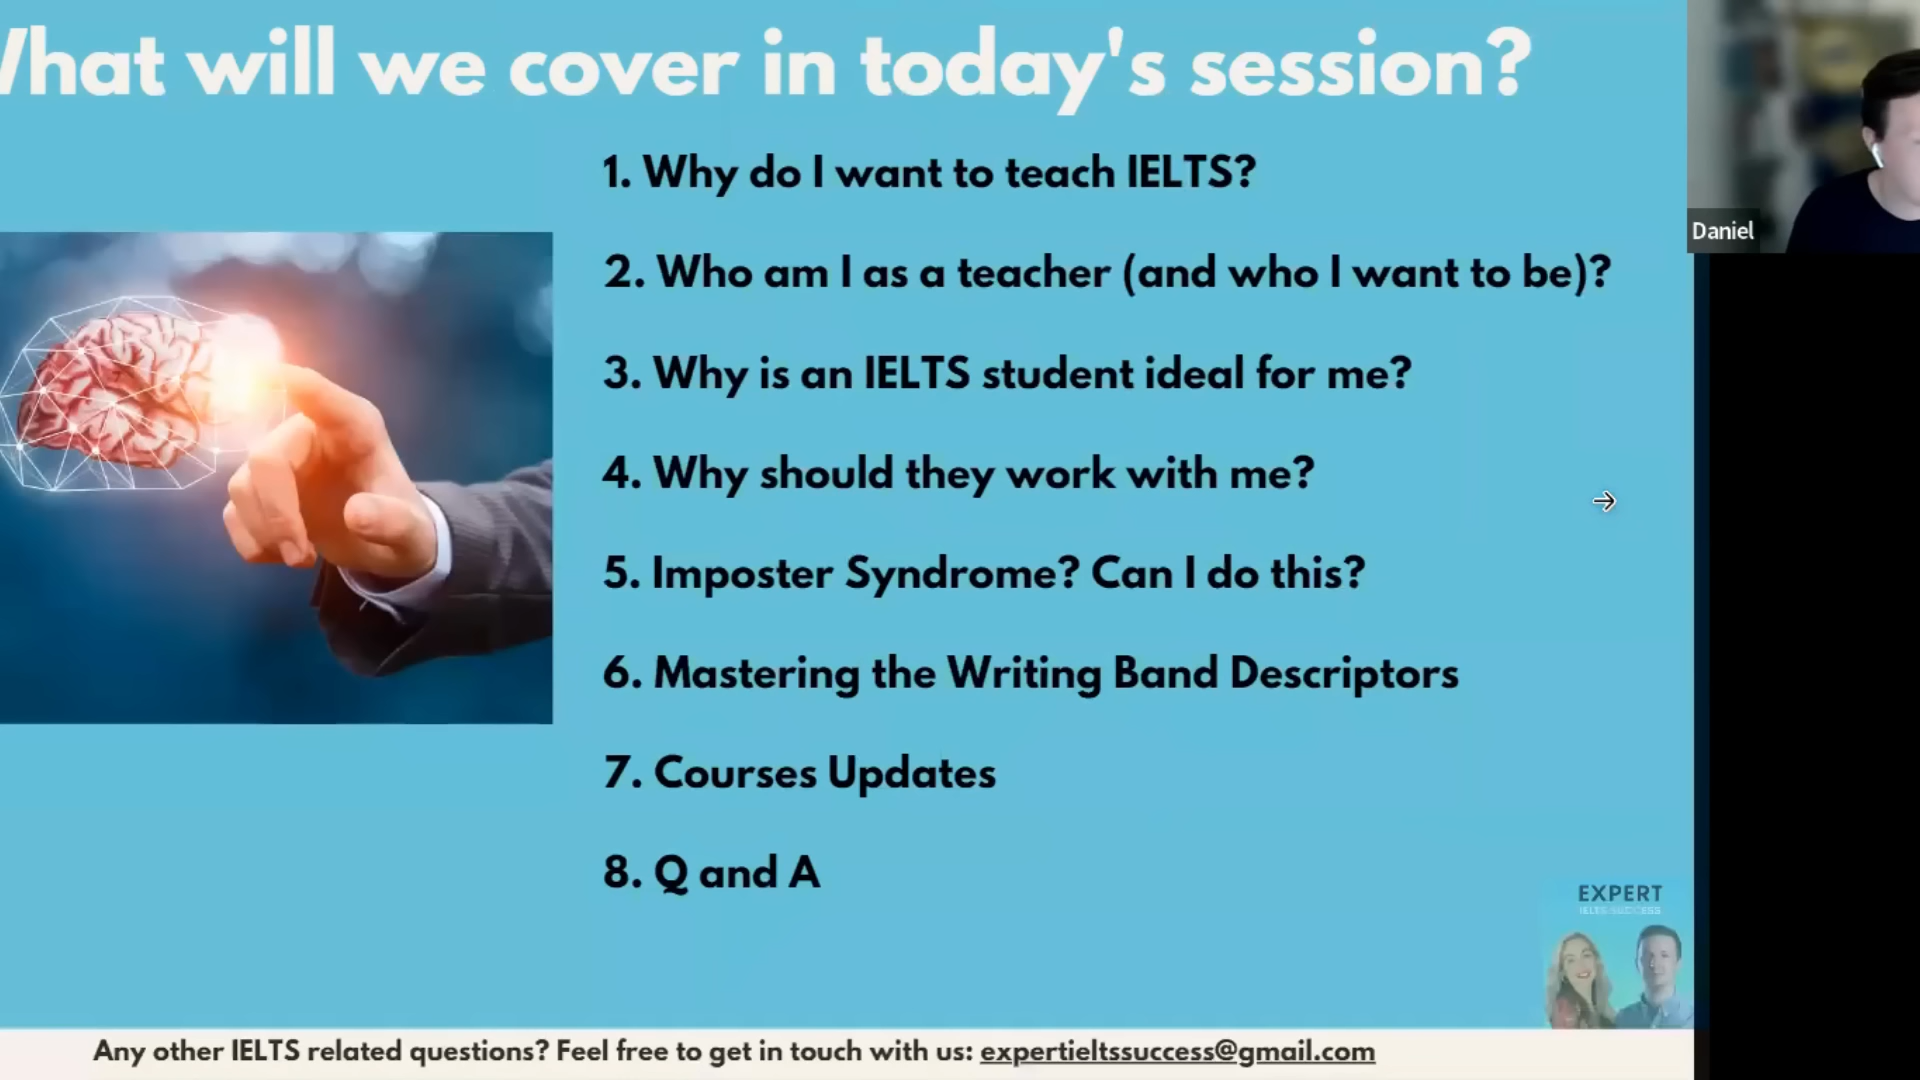 What will we cover in today's session?
1. Why do I want to teach IELTS?
2. Who am I as a teacher (and who I want to be)?
3. Why is an IELTS student ideal for me?
4. Why should they work with me?
5. Imposter Syndrome? Can I do this?
6. Mastering the Writing Band Descriptors
7. Courses Updates
8. Q and A
Daniel
EXPERT
IELTS SUCCESS
Any other IELTS related questions? Feel free to get in touch with us: expertieltssuccess@gmail.com